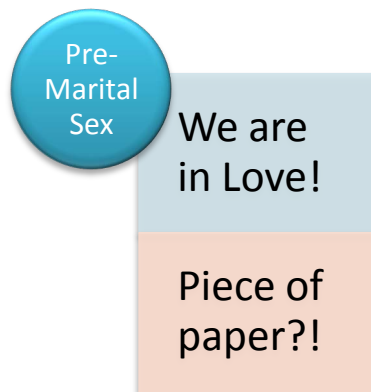 Pre-
Marital
Sex
We are
in Love!
Piece of
paper?!